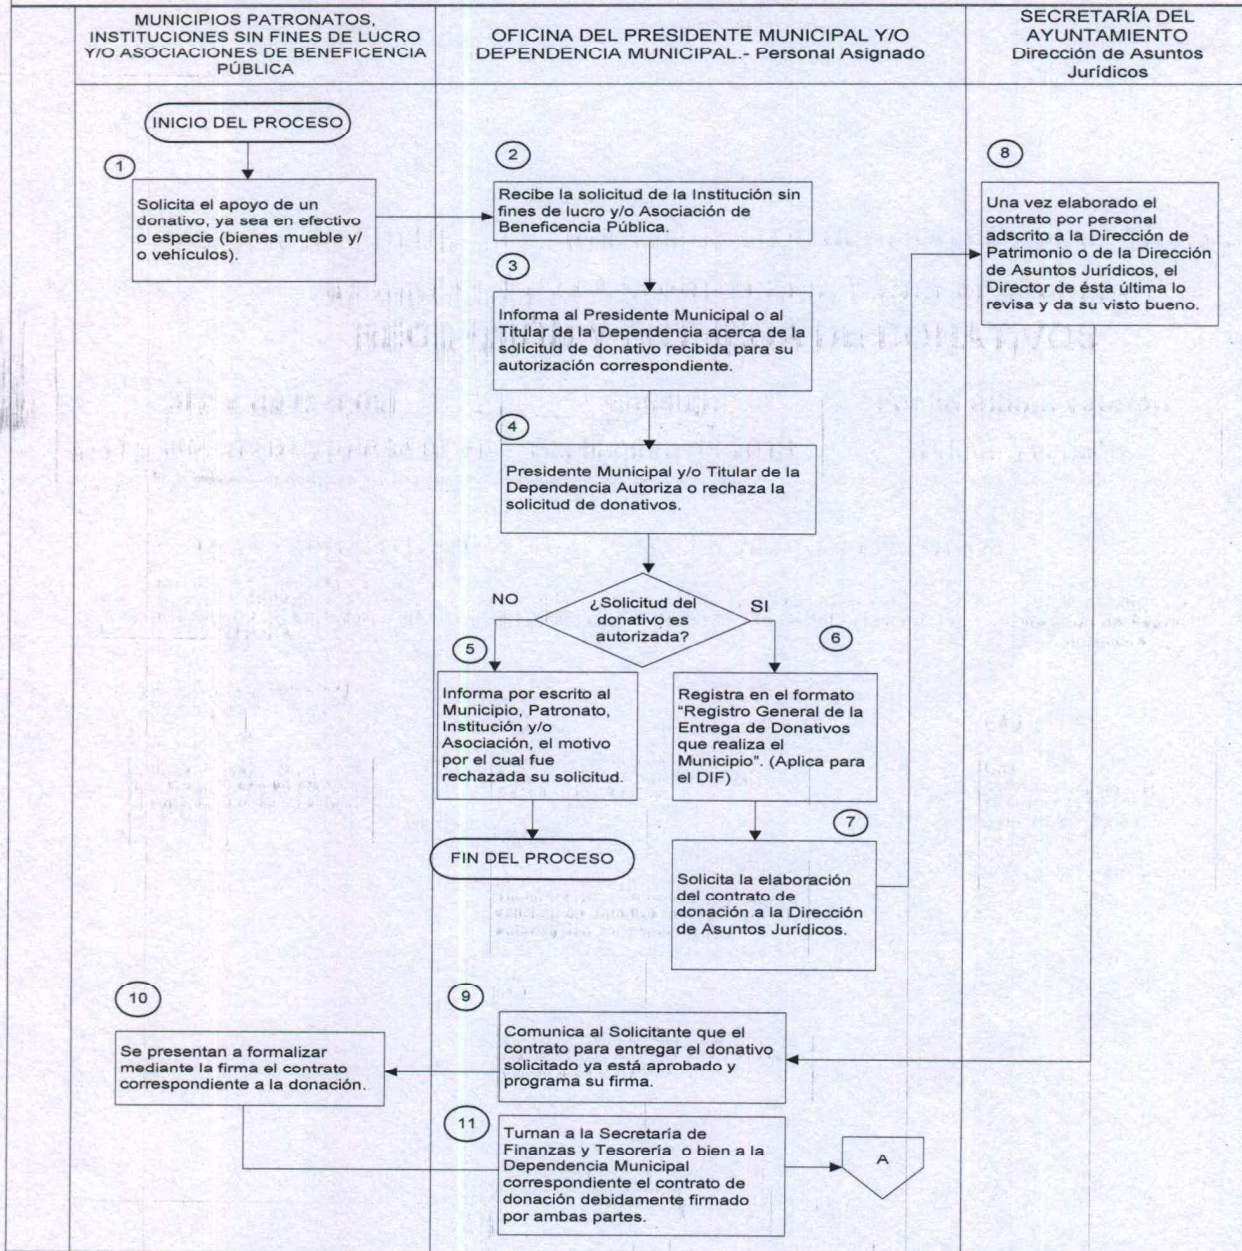 MUNICIPIOS PATRONATOS,
INSTITUCIONES SIN FINES DE LUCRO
Y/O ASOCIACIONES DE BENEFICENCIA
PÚBLICA
OFICINA DEL PRESIDENTE MUNICIPAL Y/O
DEPENDENCIA MUNICIPAL.- Personal Asignado
SECRETARÍA DEL
AYUNTAMIENTO
Dirección de Asuntos
Jurídicos
INICIO DEL PROCESO
1
Solicita el apoyo de un
donativo, ya sea en efectivo
o especie (bienes mueble y/
o vehículos).
2
Recibe la solicitud de la Institución sin
fines de lucro y/o Asociación de
Beneficencia Pública.
3
Informa al Presidente Municipal o al
Titular de la Dependencia acerca de la
solicitud de donativo recibida para su
autorización correspondiente.
4
Presidente Municipal y/o Titular de la
Dependencia Autoriza o rechaza la
solicitud de donativos.
¿Solicitud del
donativo es
autorizada?
NO
SI
5
Informa por escrito al
Municipio, Patronato,
Institución y/o
Asociación, el motivo
por el cual fue
rechazada su solicitud.
FIN DEL PROCESO
6
Registra en el formato
“Registro General de la
Entrega de Donativos
que realiza el
Municipio”. (Aplica para
el DIF)
7
Solicita la elaboración
del contrato de
donación a la Dirección
de Asuntos Jurídicos.
8
Una vez elaborado el
contrato por personal
adscrito a la Dirección de
Patrimonio o de la Dirección
de Asuntos Jurídicos, el
Director de ésta última lo
revisa y da su visto bueno.
9
Comunica al Solicitante que el
contrato para entregar el donativo
solicitado ya está aprobado y
programa su firma.
10
Se presentan a formalizar
mediante la firma el contrato
correspondiente a la donación.
11
Turnan a la Secretaría de
Finanzas y Tesorería o bien a la
Dependencia Municipal
correspondiente el contrato de
donación debidamente firmado
por ambas partes.
A